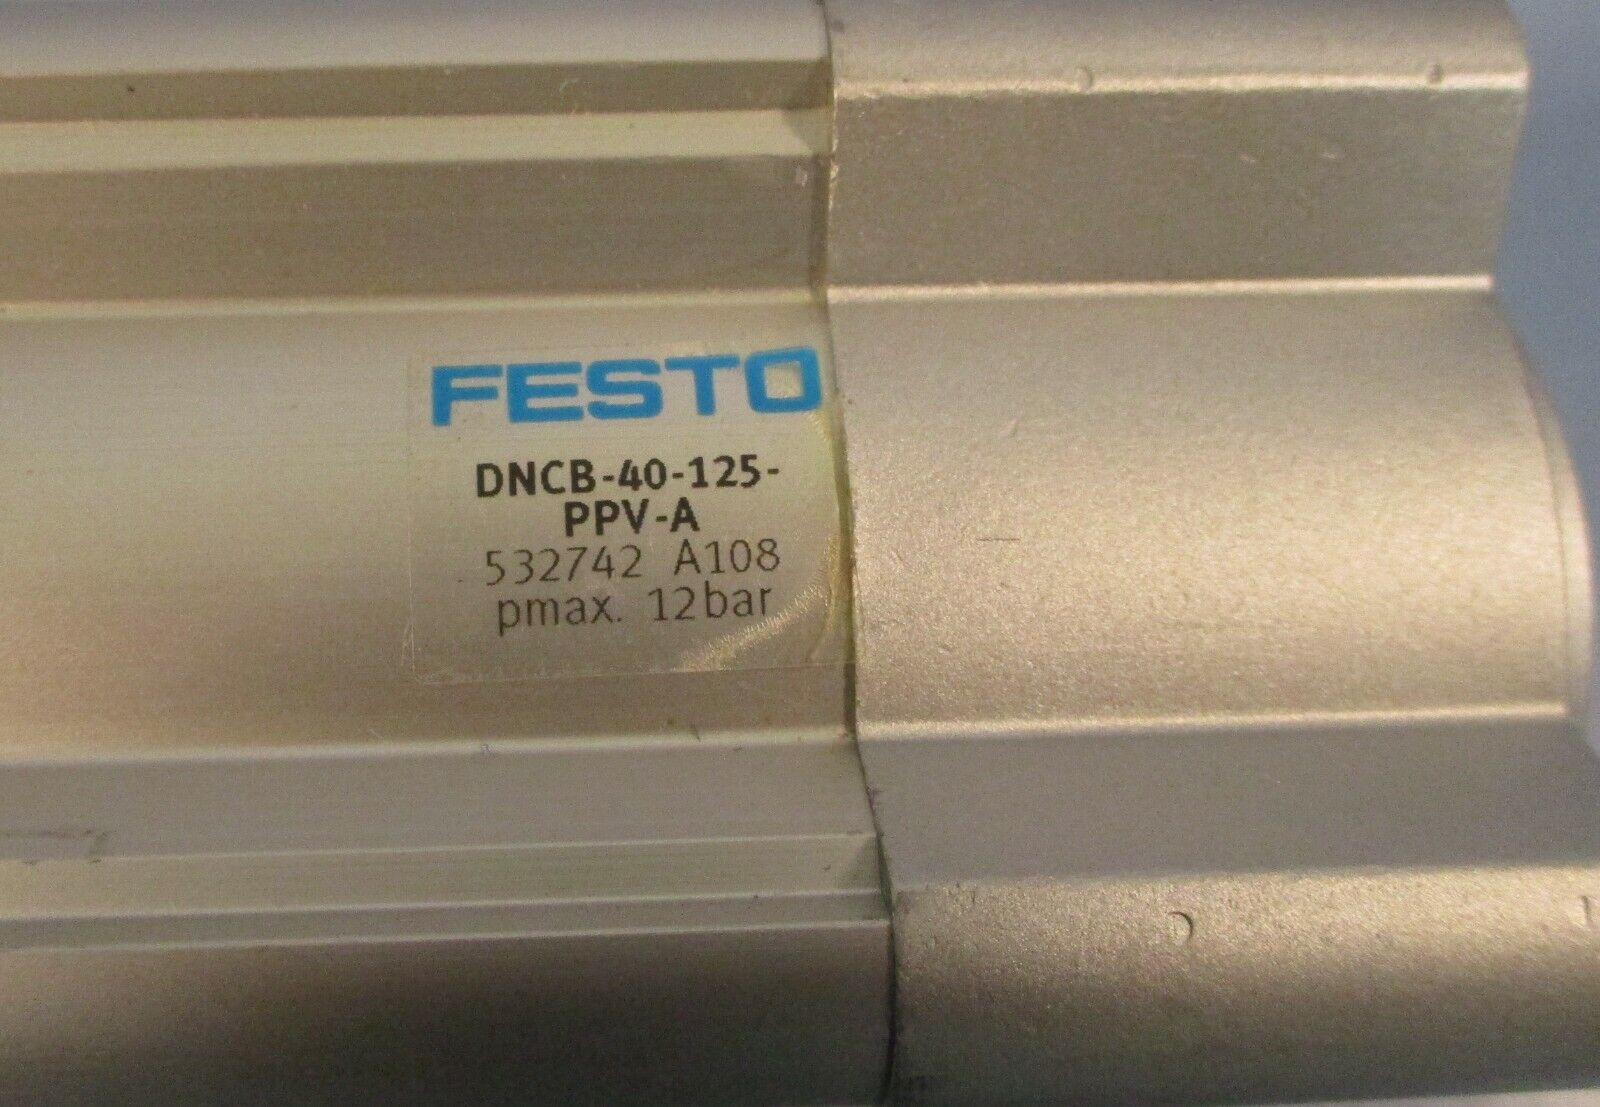 FESTO
DNCB-40-125-
PPV-A
532742 A108
pmax. 12bar